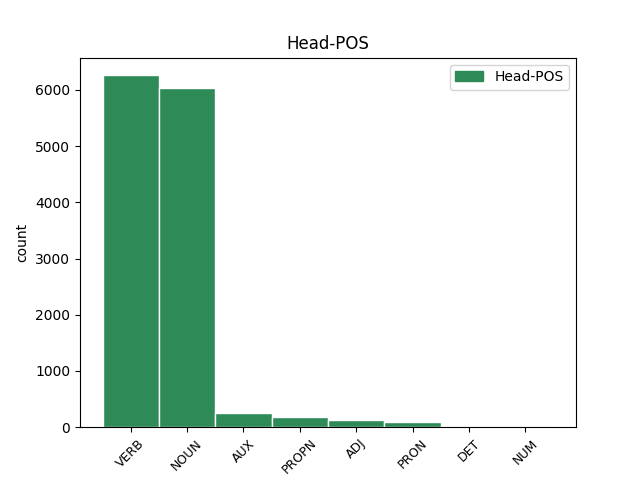 Head-POS
Head-POS
6000
5000
4000
3000
2000
1000
0
count
VERB
NOUN
AUX
PROPN
ADJ
PRON
DET
NUM